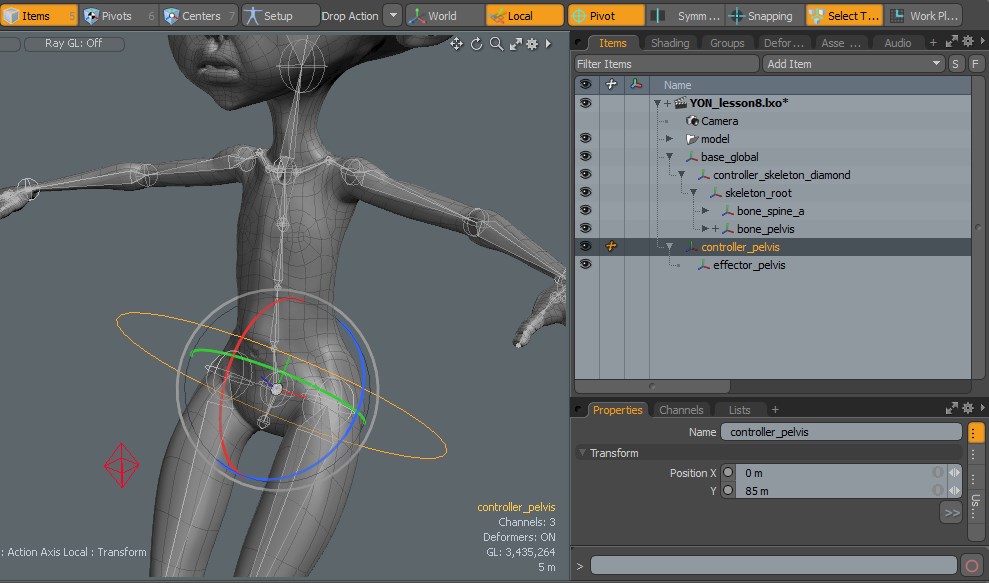 Items 5 Pivots 6 Centers 7 Setup Drop Action World Local Pivot Symm ... Snapping Select T... Work Pl...
Ray GL: Off
Items Shading Groups Defor ... Asse ... Audio +
Filter Items Add Item S F
Name
YON_lesson8.lxo*
Camera
model
base_global
controller_skeleton_diamond
skeleton_root
bone_spine_a
bone_pelvis
controller_pelvis
effector_pelvis
Properties Channels Lists +
Name controller_pelvis
Transform
Position X 0 m
Y 85 m
>>
Us...
controller_pelvis
Channels: 3
Deformers: ON
GL: 3,435,264
5 m
: Action Axis Local : Transform
>